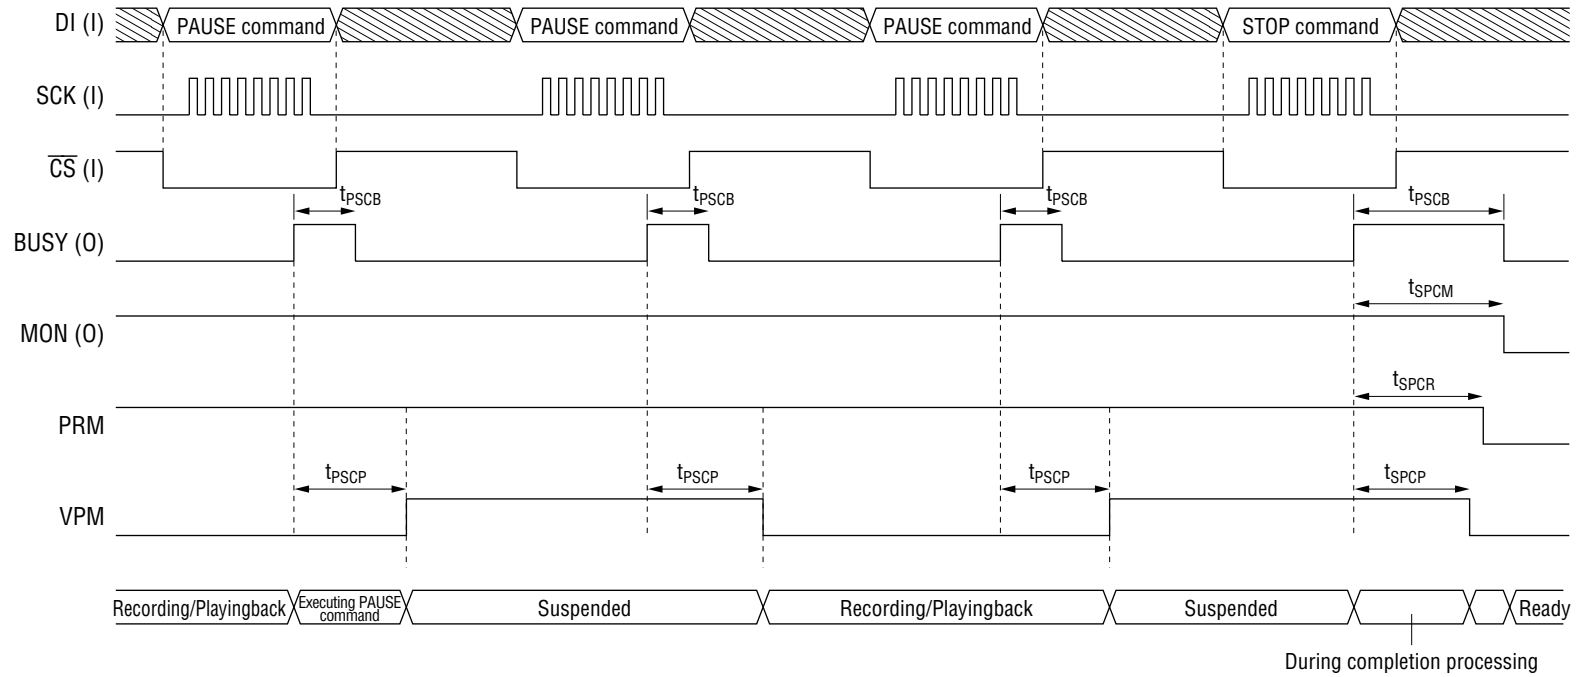 DI (I) PAUSE command PAUSE command PAUSE command STOP command
SCK (I)
CS (I)
tPSCB tPSCB tPSCB tPSCB
BUSY (O)
tSPCM
MON (O)
tSPCR
PRM
tPSCP tPSCP tPSCP tSPCP
VPM
Recording/Playingback Executing PAUSE command Suspended Recording/Playingback Suspended Ready
During completion processing